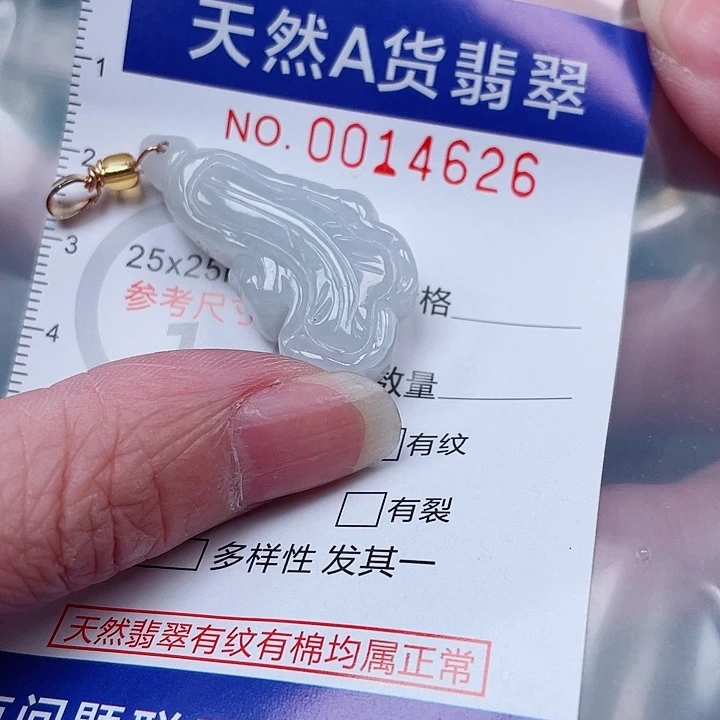 天然A货翡翠
NO. 0014626
1
2
3
4
25x25
参考尺寸
格
数量
有纹
有裂
多样性 发其一
天然翡翠有纹有棉均属正常